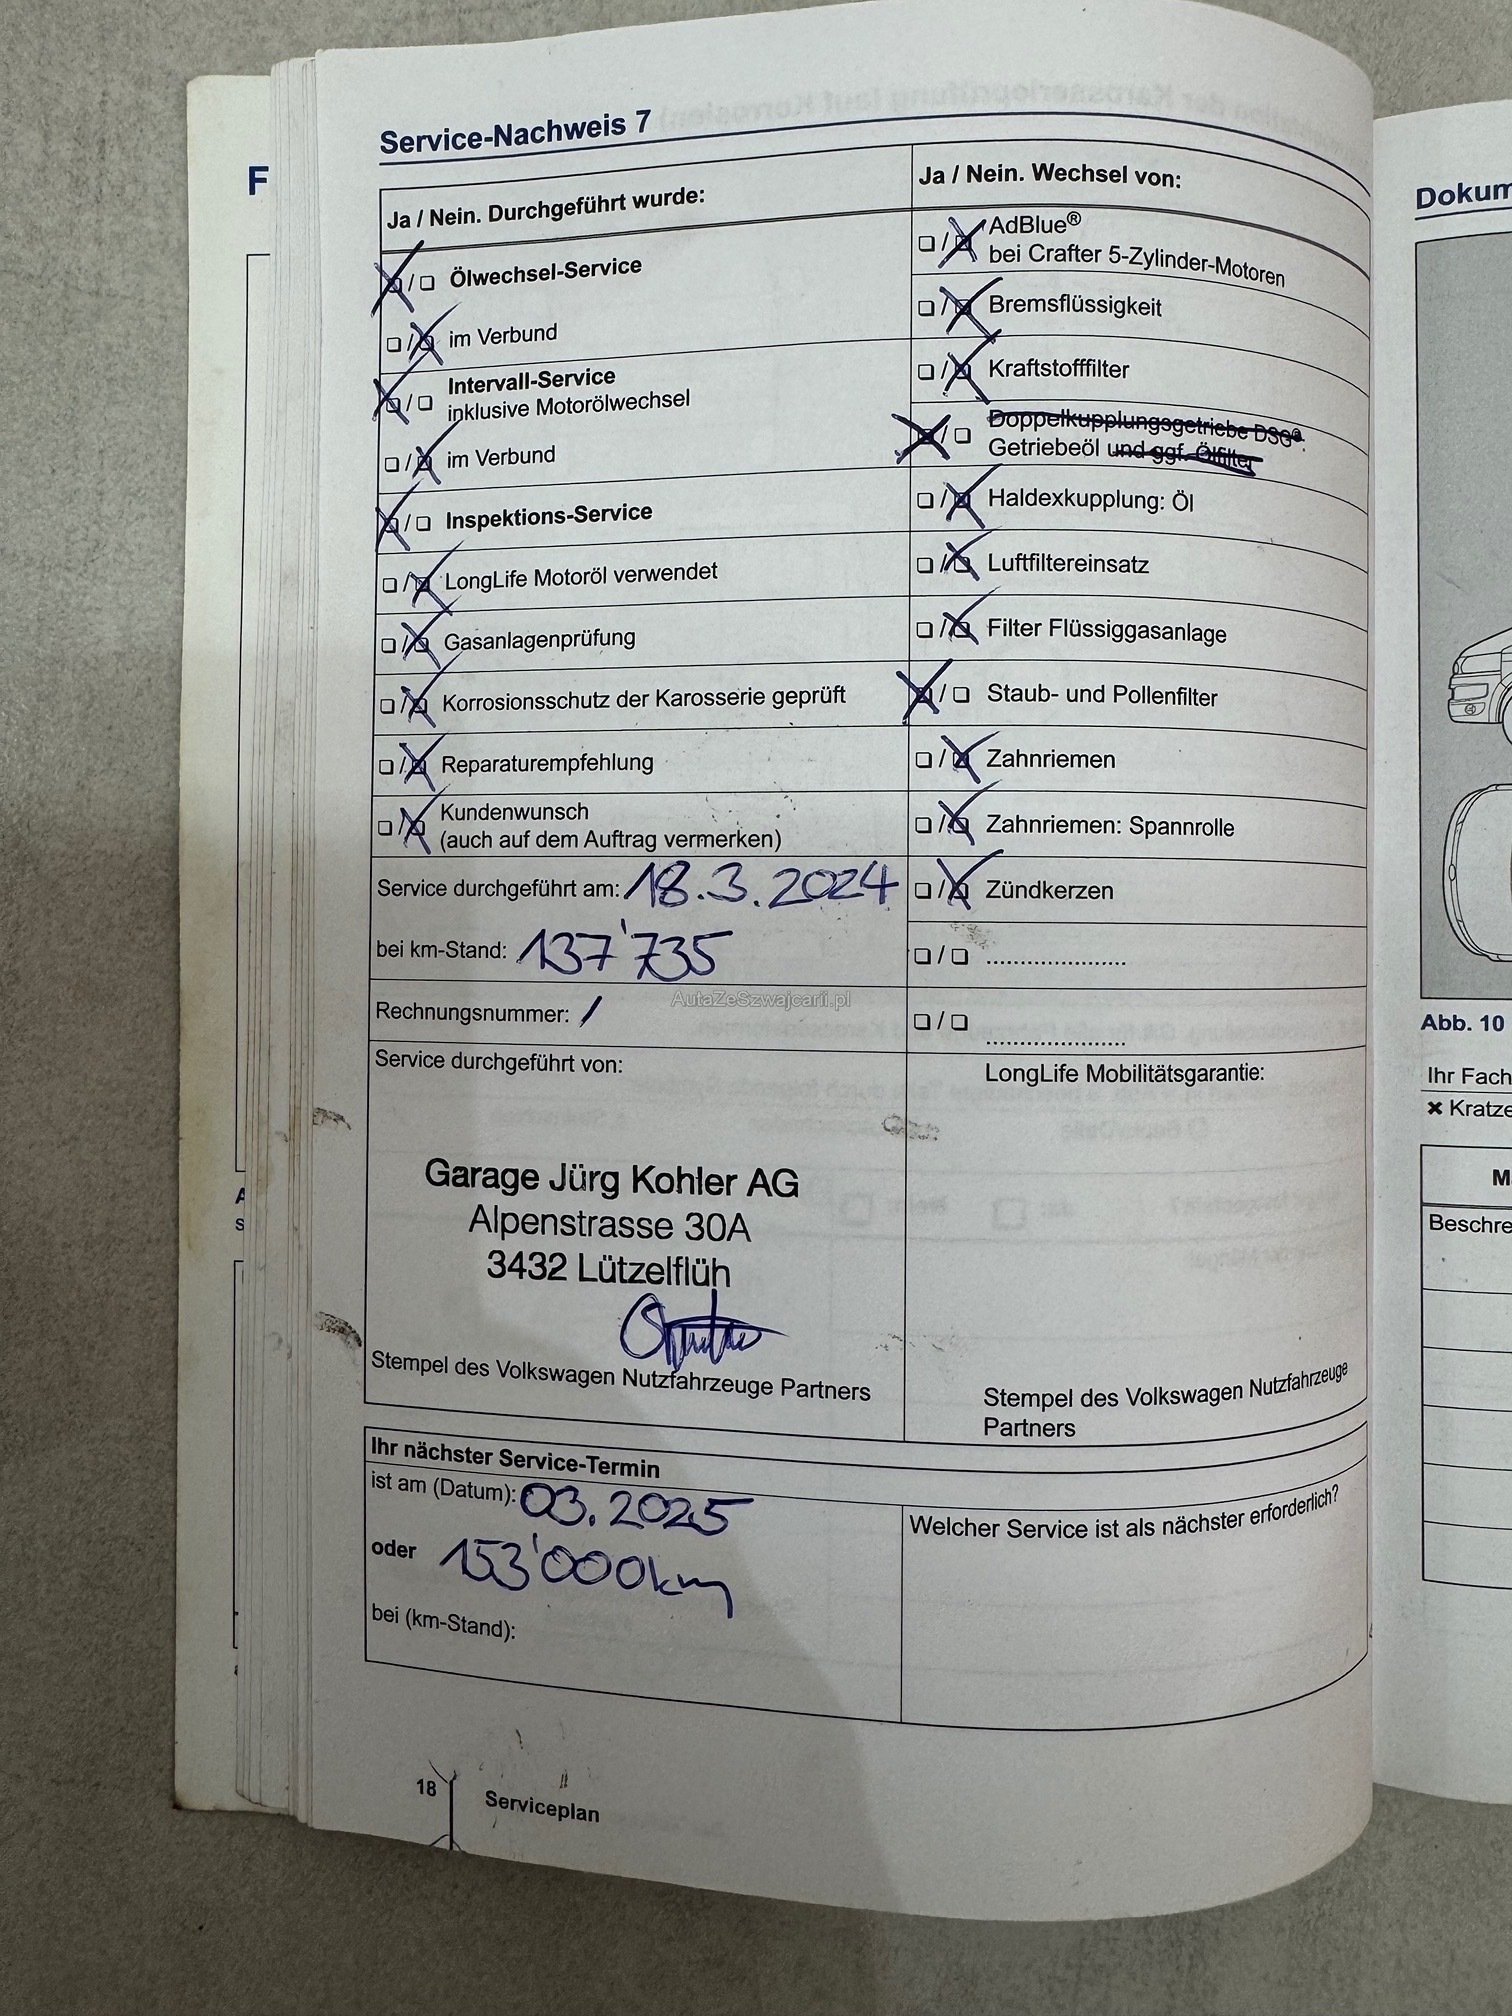 Service-Nachweis 7
Ja / Nein. Durchgeführt wurde:
❏/❏ Ölwechsel-Service
❏/❏ im Verbund
❏/❏ Intervall-Service
inklusive Motorölwechsel
❏/❏ im Verbund
❏/❏ Inspektions-Service
❏/❏ LongLife Motoröl verwendet
❏/❏ Gasanlagenprüfung
❏/❏ Korrosionsschutz der Karosserie geprüft
❏/❏ Reparaturempfehlung
❏/❏ Kundenwunsch
(auch auf dem Auftrag vermerken)
Service durchgeführt am: 18.3.2024
bei km-Stand: 137'735
Rechnungsnummer: /
Service durchgeführt von:
Garage Jürg Kohler AG
Alpenstrasse 30A
3432 Lützelflüh
Stempel des Volkswagen Nutzfahrzeuge Partners
Ja / Nein. Wechsel von:
❏/❏ AdBlue®
bei Crafter 5-Zylinder-Motoren
❏/❏ Bremsflüssigkeit
❏/❏ Kraftstofffilter
❏/❏ Doppelkupplungsgetriebe DSG®:
Getriebeöl und ggf. Ölfilter
❏/❏ Haldexkupplung: Öl
❏/❏ Luftfiltereinsatz
❏/❏ Filter Flüssiggasanlage
❏/❏ Staub- und Pollenfilter
❏/❏ Zahnriemen
❏/❏ Zahnriemen: Spannrolle
❏/❏ Zündkerzen
❏/❏ .....................
❏/❏ .....................
LongLife Mobilitätsgarantie:
Stempel des Volkswagen Nutzfahrzeuge
Partners
AutaZeSzwajcarii.pl
Ihr nächster Service-Termin
ist am (Datum): 03.2025
oder 153'000km
bei (km-Stand):
Welcher Service ist als nächster erforderlich?
18 Serviceplan
F
Abb. 10